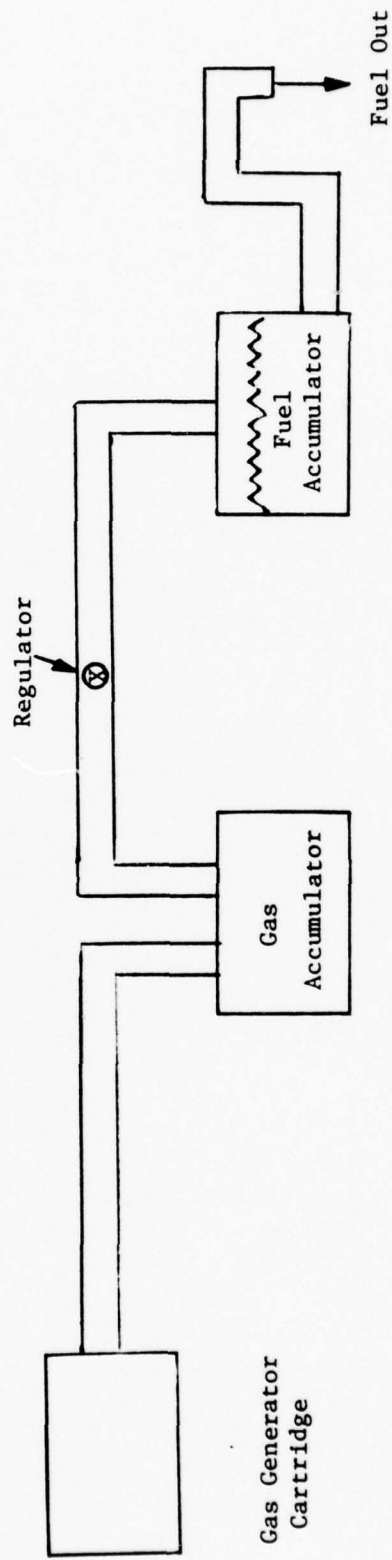 Gas Generator
Cartridge
Gas
Accumulator
Regulator
Fuel
Accumulator
Fuel Out